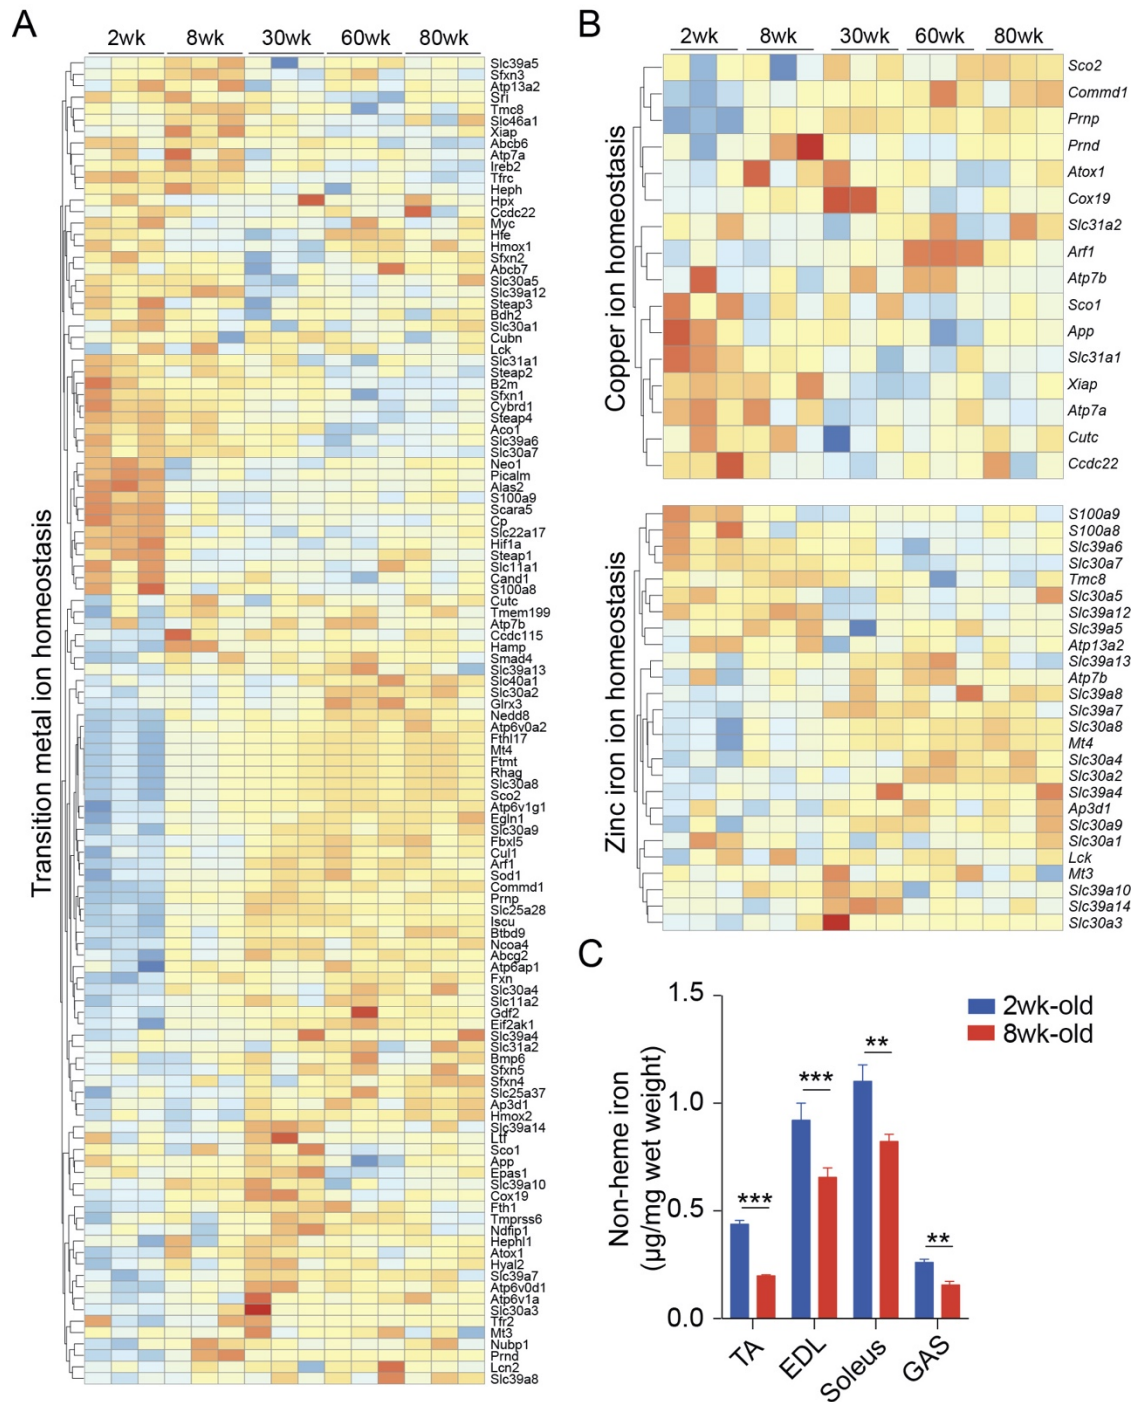 A
2wk 8wk 30wk 60wk 80wk
Transition metal ion homeostasis
Slc39a5
Sfxn3
Atp13a2
Sri
Tmc8
Slc46a1
Xiap
Abcb6
Atp7a
Ireb2
Tfrc
Heph
Hpx
Ccdc22
Myc
Hfe
Hmox1
Sfxn2
Abcb7
Slc30a5
Slc39a12
Steap3
Bdh2
Slc30a1
Cubn
Lck
Slc31a1
Steap2
B2m
Sfxn1
Cybrd1
Steap4
Aco1
Slc39a6
Slc30a7
Neo1
Picalm
Alas2
S100a9
Scara5
Cp
Slc22a17
Hif1a
Steap1
Slc11a1
Cand1
S100a8
Cutc
Tmem199
Atp7b
Ccdc115
Hamp
Smad4
Slc39a13
Slc40a1
Slc30a2
Glrx3
Nedd8
Atp6v0a2
Fthl17
Mt4
Ftmt
Rhag
Slc30a8
Sco2
Atp6v1g1
Egln1
Slc30a9
Fbxl5
Cul1
Arf1
Sod1
Commd1
Prnp
Slc25a28
Iscu
Btbd9
Ncoa4
Abcg2
Atp6ap1
Fxn
Slc30a4
Slc11a2
Gdf2
Eif2ak1
Slc39a4
Slc31a2
Bmp6
Sfxn5
Sfxn4
Slc25a37
Ap3d1
Hmox2
Slc39a14
Ltf
Sco1
App
Epas1
Slc39a10
Cox19
Fth1
Tmprss6
Ndfip1
Hephl1
Atox1
Hyal2
Slc39a7
Atp6v0d1
Atp6v1a
Slc30a3
Tfr2
Mt3
Nubp1
Prnd
Lcn2
Slc39a8
B
2wk 8wk 30wk 60wk 80wk
Copper ion homeostasis
Sco2
Commd1
Prnp
Prnd
Atox1
Cox19
Slc31a2
Arf1
Atp7b
Sco1
App
Slc31a1
Xiap
Atp7a
Cutc
Ccdc22
Zinc iron ion homeostasis
S100a9
S100a8
Slc39a6
Slc30a7
Tmc8
Slc30a5
Slc39a12
Slc39a5
Atp13a2
Slc39a13
Atp7b
Slc39a8
Slc39a7
Slc30a8
Mt4
Slc30a4
Slc30a2
Slc39a4
Ap3d1
Slc30a9
Slc30a1
Lck
Mt3
Slc39a10
Slc39a14
Slc30a3
C
Non-heme iron
(μg/mg wet weight)
1.5
1.0
0.5
0.0
*** *** ** **
TA EDL Soleus GAS
2wk-old
8wk-old